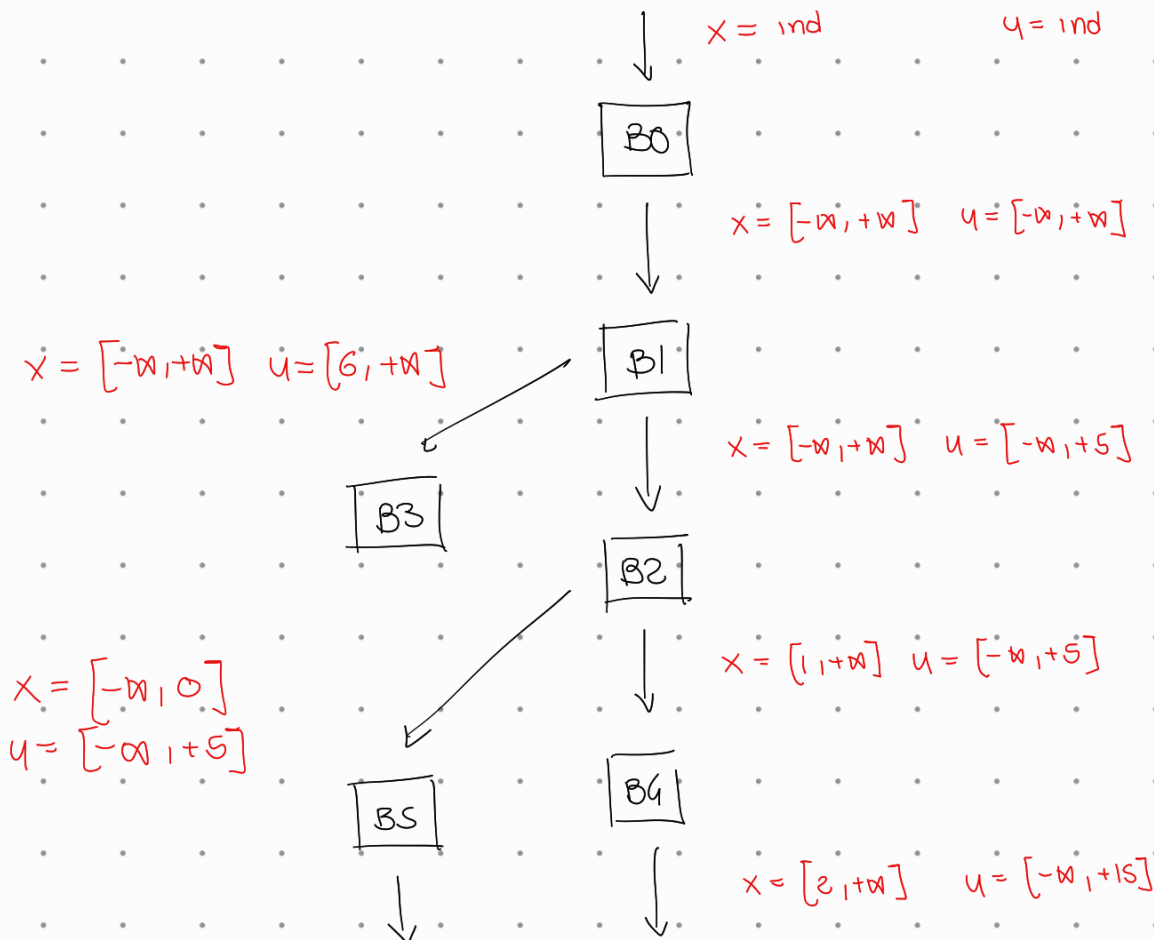 x = ind y = ind
B0
x = [-∞, +∞] y = [-∞, +∞]
x = [-∞, +∞] y = [6, +∞]
B1
x = [-∞, +∞] y = [-∞, +5]
B3
B2
x = [1, +∞] y = [-∞, +5]
x = [-∞, 0]
y = [-∞, +5]
B4
B5
x = [2, +∞] y = [-∞, +15]